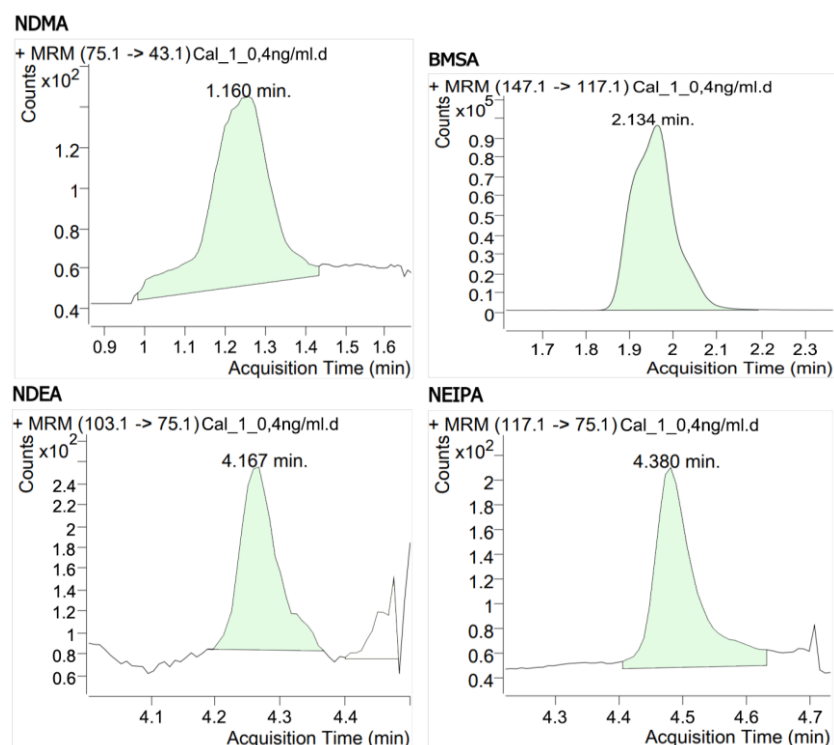 NDMA
+ MRM (75.1 -> 43.1) Cal_1_0,4ng/ml.d
Counts
x10²
1.160 min.
1.2
1
0.8
0.6
0.4
0.9 1 1.1 1.2 1.3 1.4 1.5 1.6
Acquisition Time (min)
BMSA
+ MRM (147.1 -> 117.1) Cal_1_0,4ng/ml.d
Counts
x10⁵
2.134 min.
0.9
0.8
0.7
0.6
0.5
0.4
0.3
0.2
0.1
0
1.7 1.8 1.9 2 2.1 2.2 2.3
Acquisition Time (min)
NDEA
+ MRM (103.1 -> 75.1) Cal_1_0,4ng/ml.d
Counts
x10²
4.167 min.
2.4
2.2
2
1.8
1.6
1.4
1.2
1
0.8
0.6
4.1 4.2 4.3 4.4
Acquisition Time (min)
NEIPA
+ MRM (117.1 -> 75.1) Cal_1_0,4ng/ml.d
Counts
x10²
4.380 min.
2
1.8
1.6
1.4
1.2
1
0.8
0.6
0.4
4.3 4.4 4.5 4.6 4.7
Acquisition Time (min)